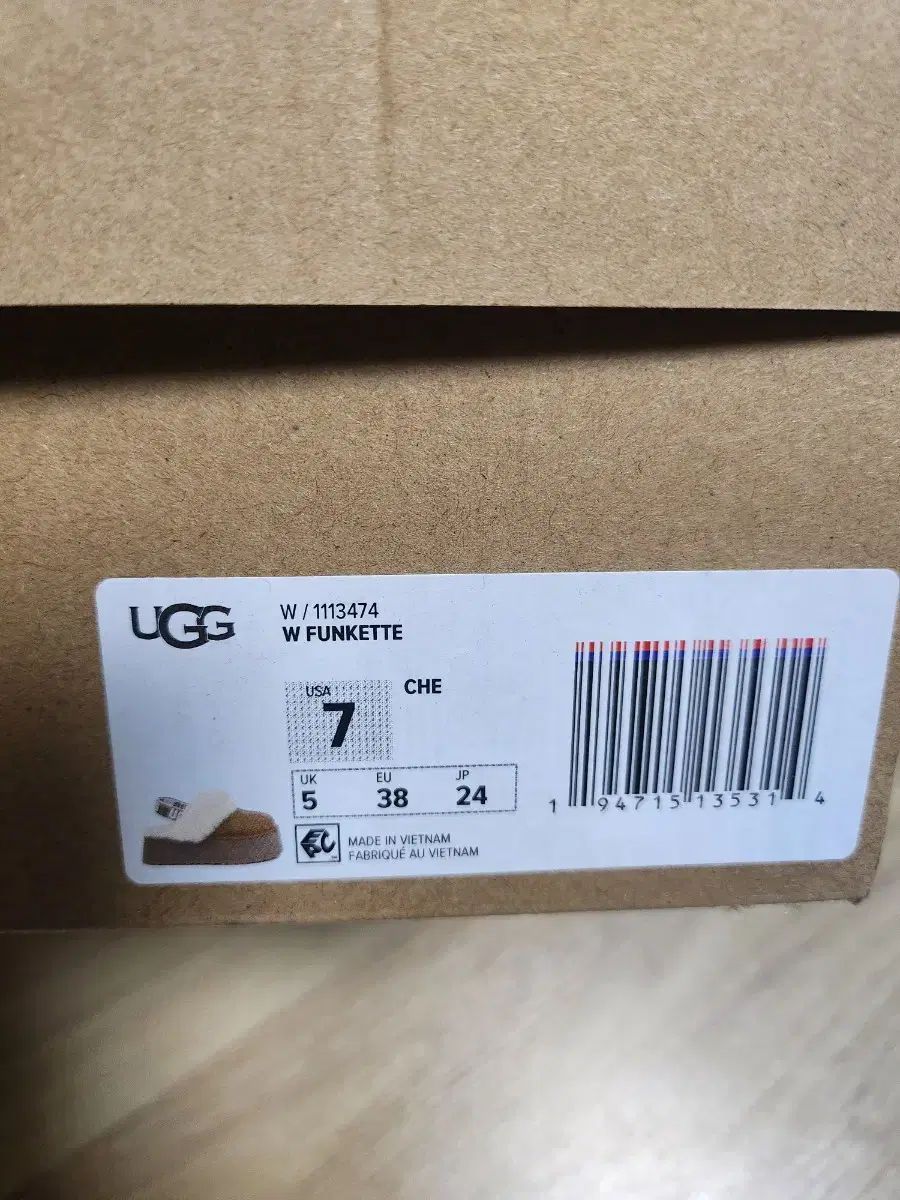 UGG
W / 1113474
W FUNKETTE
USA
7
CHE
UK EU JP
5 38 24
EPC
MADE IN VIETNAM
FABRIQUÉ AU VIETNAM
1 94715 13531 4